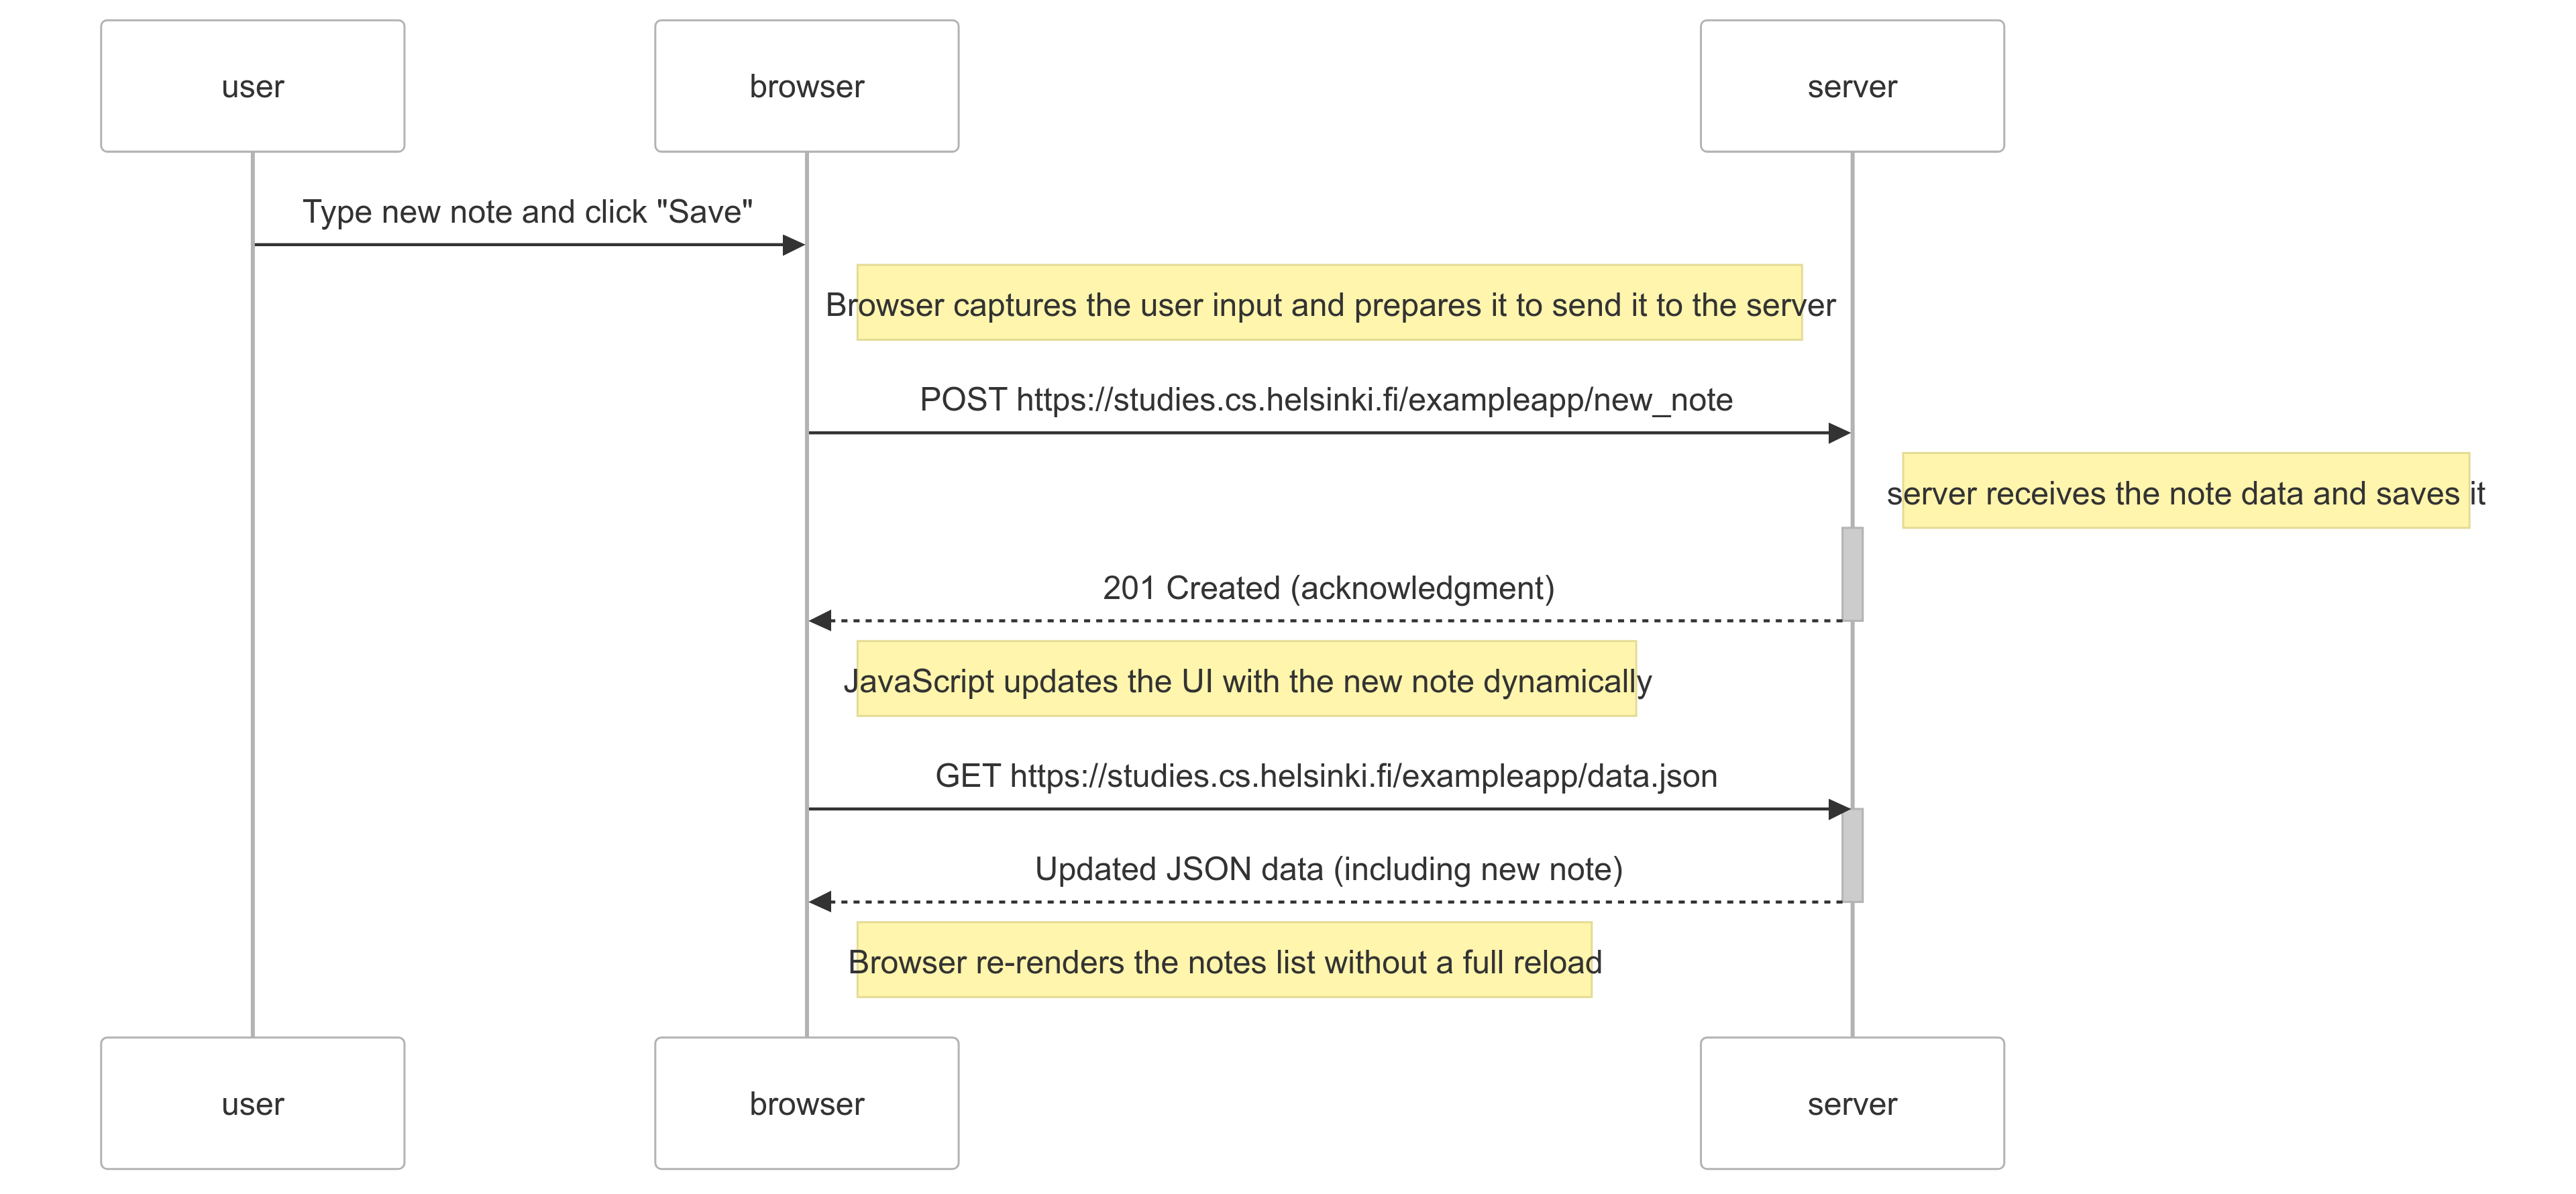 user
browser
server
Type new note and click "Save"
Browser captures the user input and prepares it to send it to the server
POST https://studies.cs.helsinki.fi/exampleapp/new_note
server receives the note data and saves it
201 Created (acknowledgment)
JavaScript updates the UI with the new note dynamically
GET https://studies.cs.helsinki.fi/exampleapp/data.json
Updated JSON data (including new note)
Browser re-renders the notes list without a full reload
user
browser
server